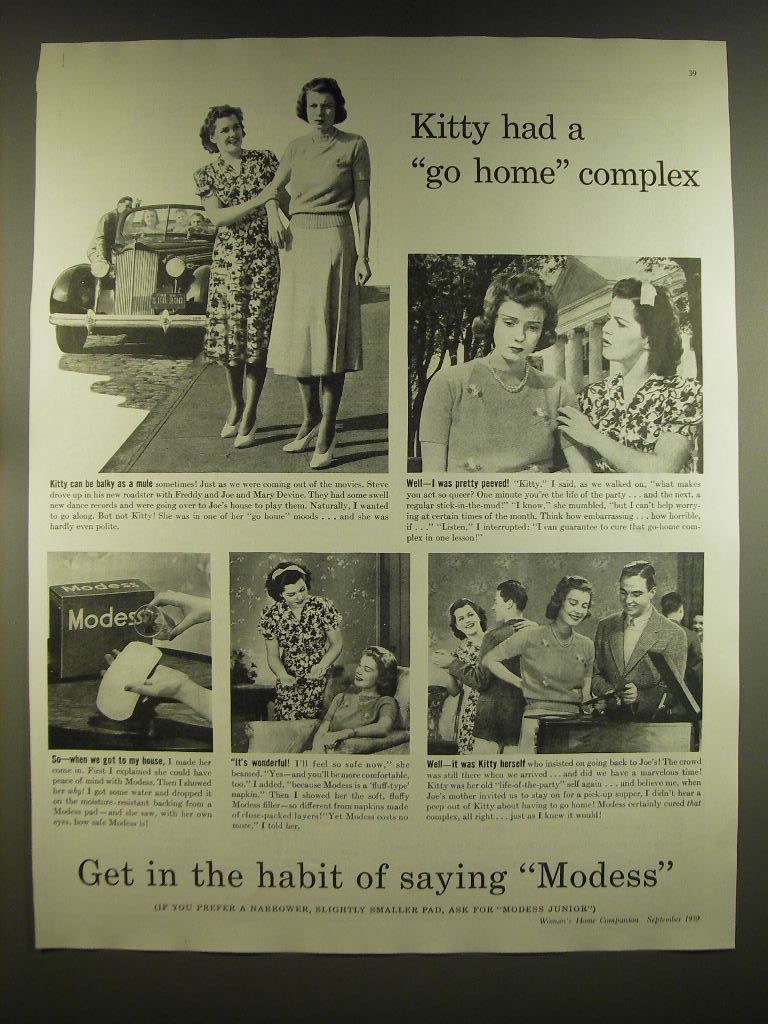 39
Kitty had a
"go home" complex
Kitty can be balky as a mule sometimes! Just as we were coming out of the movies, Steve
drove up in his new roadster with Freddy and Joe and Mary Devine. They had some swell
new dance records and were going over to Joe's house to play them. Naturally, I wanted
to go along. But not Kitty! She was in one of her "go home" moods . . . and she was
hardly even polite.
Well—I was pretty peeved! "Kitty," I said, as we walked on, "what makes
you act so queer? One minute you're the life of the party . . . and the next, a
regular stick-in-the-mud!" "I know," she mumbled, "but I can't help worry-
ing at certain times of the month. Think how embarrassing . . . how horrible,
if . . ." "Listen," I interrupted: "I can guarantee to cure that go-home com-
plex in one lesson!"
Modess
Modess
So—when we got to my house, I made her
come in. First I explained she could have
peace of mind with Modess. Then I showed
her why! I got some water and dropped it
on the moisture-resistant backing from a
Modess pad—and she saw, with her own
eyes, how safe Modess is!
"It's wonderful! I'll feel so safe now," she
beamed. "Yes—and you'll be more comfortable,
too," I added, "because Modess is a 'fluff-type'
napkin." Then I showed her the soft, fluffy
Modess filler—so different from napkins made
of close-packed layers! "Yet Modess costs no
more," I told her.
Well—it was Kitty herself who insisted on going back to Joe's! The crowd
was still there when we arrived . . . and did we have a marvelous time!
Kitty was her old "life-of-the-party" self again . . . and believe me, when
Joe's mother invited us to stay on for a pick-up supper, I didn't hear a
peep out of Kitty about having to go home! Modess certainly cured that
complex, all right . . . just as I knew it would!
Get in the habit of saying "Modess"
(IF YOU PREFER A NARROWER, SLIGHTLY SMALLER PAD, ASK FOR "MODESS JUNIOR")
Woman's Home Companion September 1939